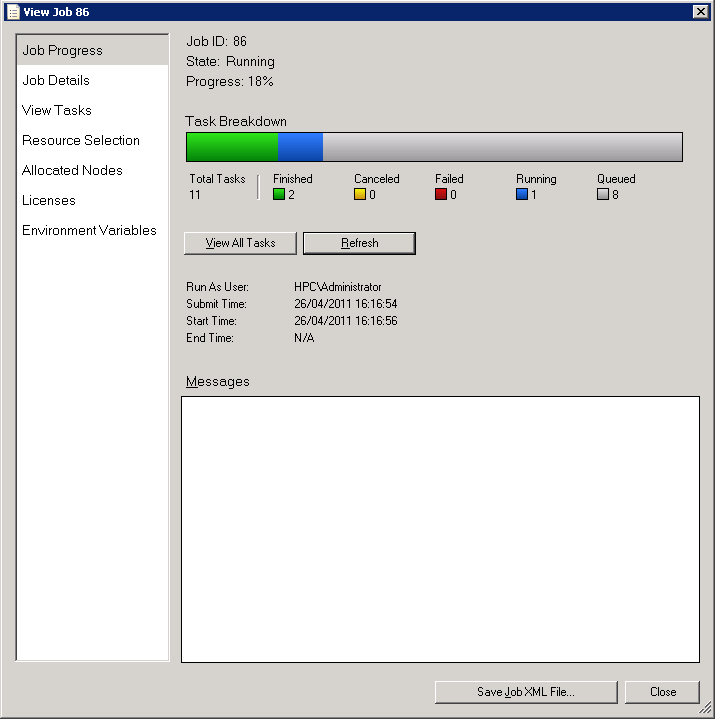 View Job 86
Job Progress
Job Details
View Tasks
Resource Selection
Allocated Nodes
Licenses
Environment Variables
Job ID: 86
State: Running
Progress: 18%
Task Breakdown
Total Tasks Finished Canceled Failed Running Queued
11 2 0 0 1 8
View All Tasks Refresh
Run As User: HPC\Administrator
Submit Time: 26/04/2011 16:16:54
Start Time: 26/04/2011 16:16:56
End Time: N/A
Messages
Save Job XML File... Close